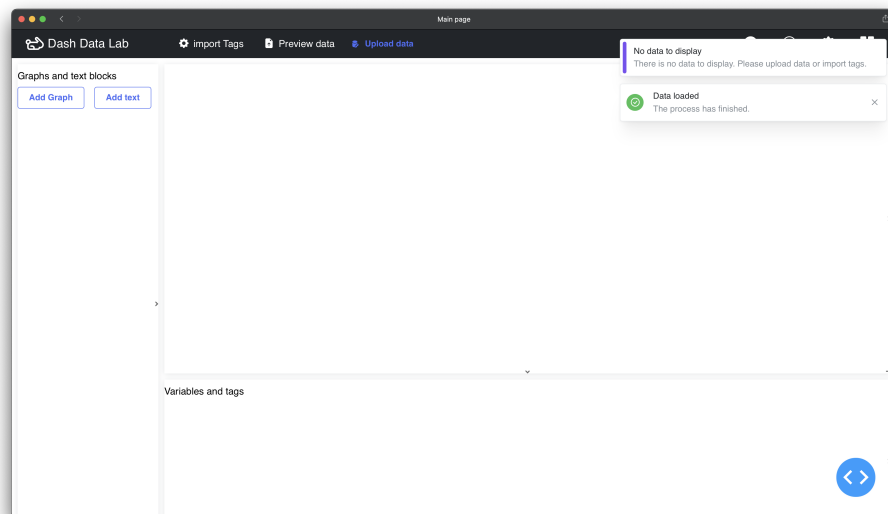 Main page
Dash Data Lab
import Tags
Preview data
Upload data
No data to display
There is no data to display. Please upload data or import tags.
Data loaded
The process has finished.
Graphs and text blocks
Add Graph
Add text
Variables and tags